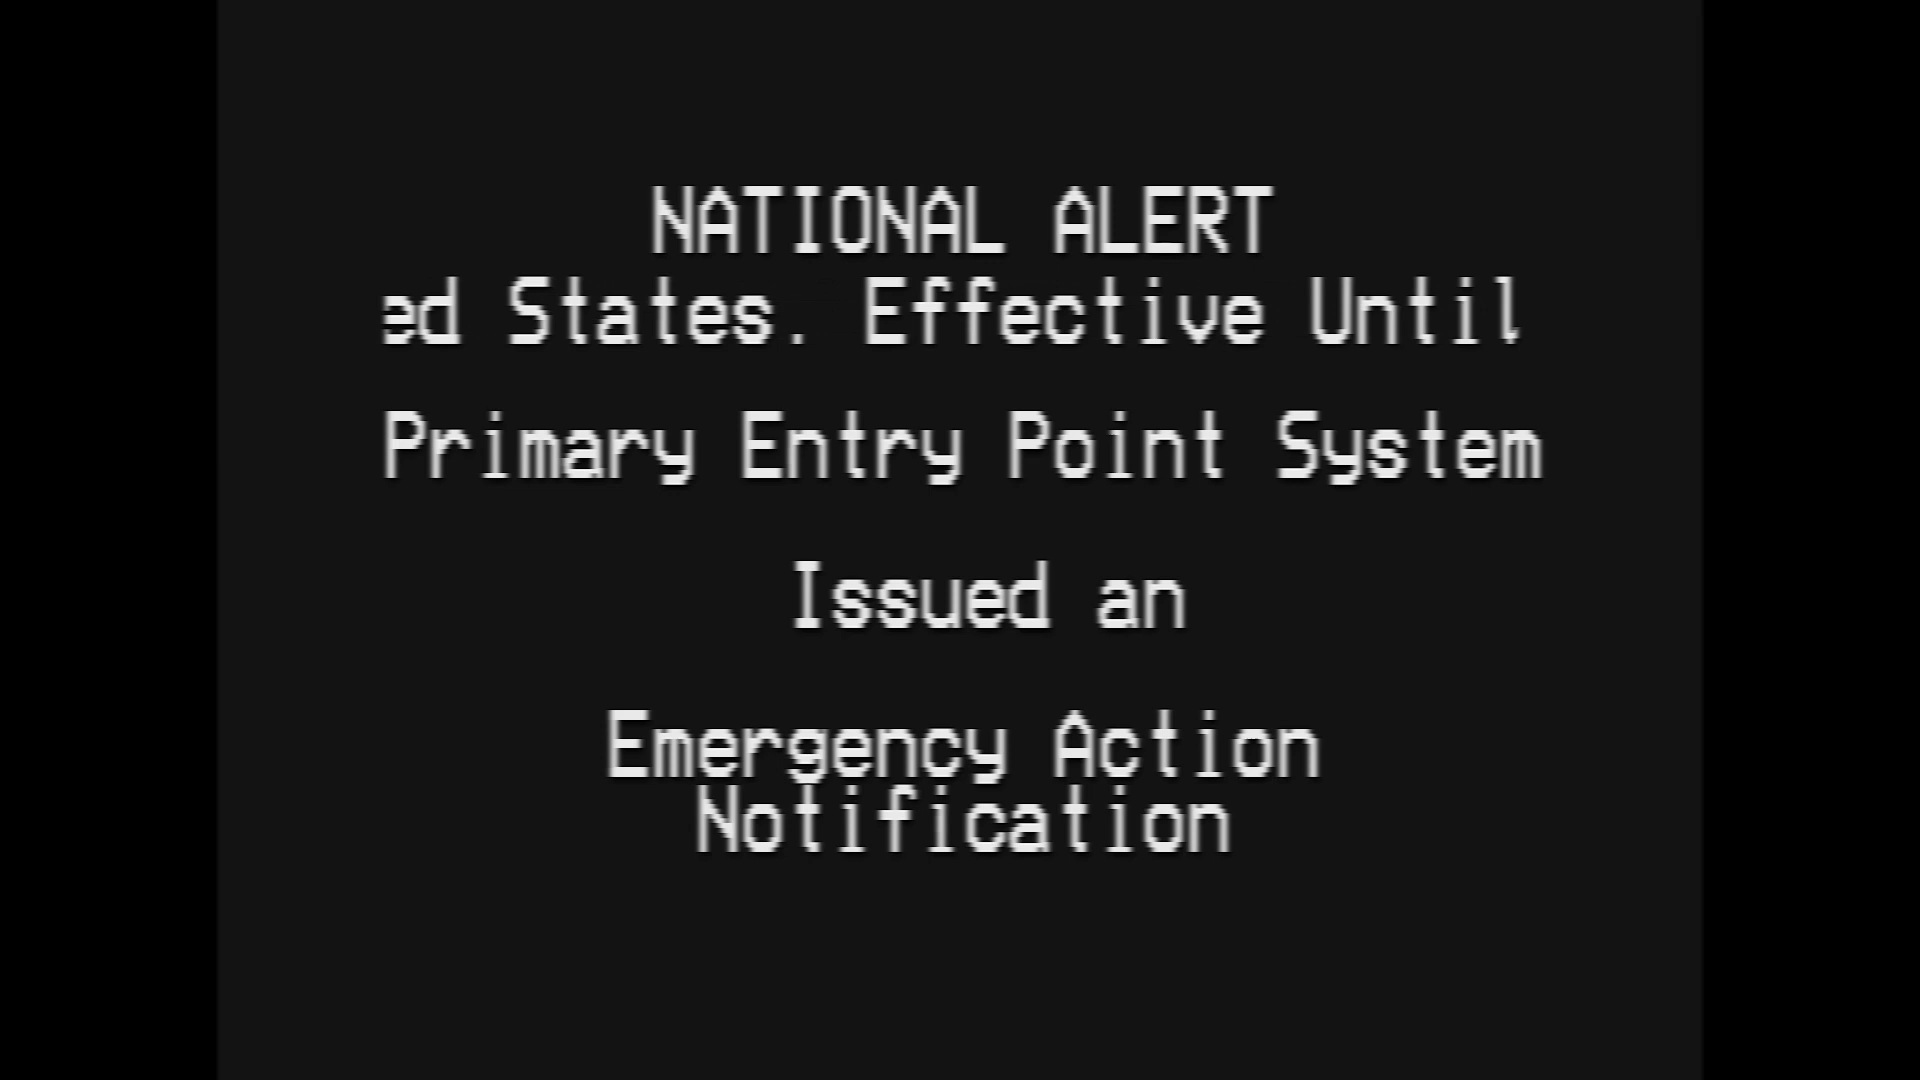 NATIONAL ALERT
ed States. Effective Until
Primary Entry Point System
Issued an
Emergency Action
Notification